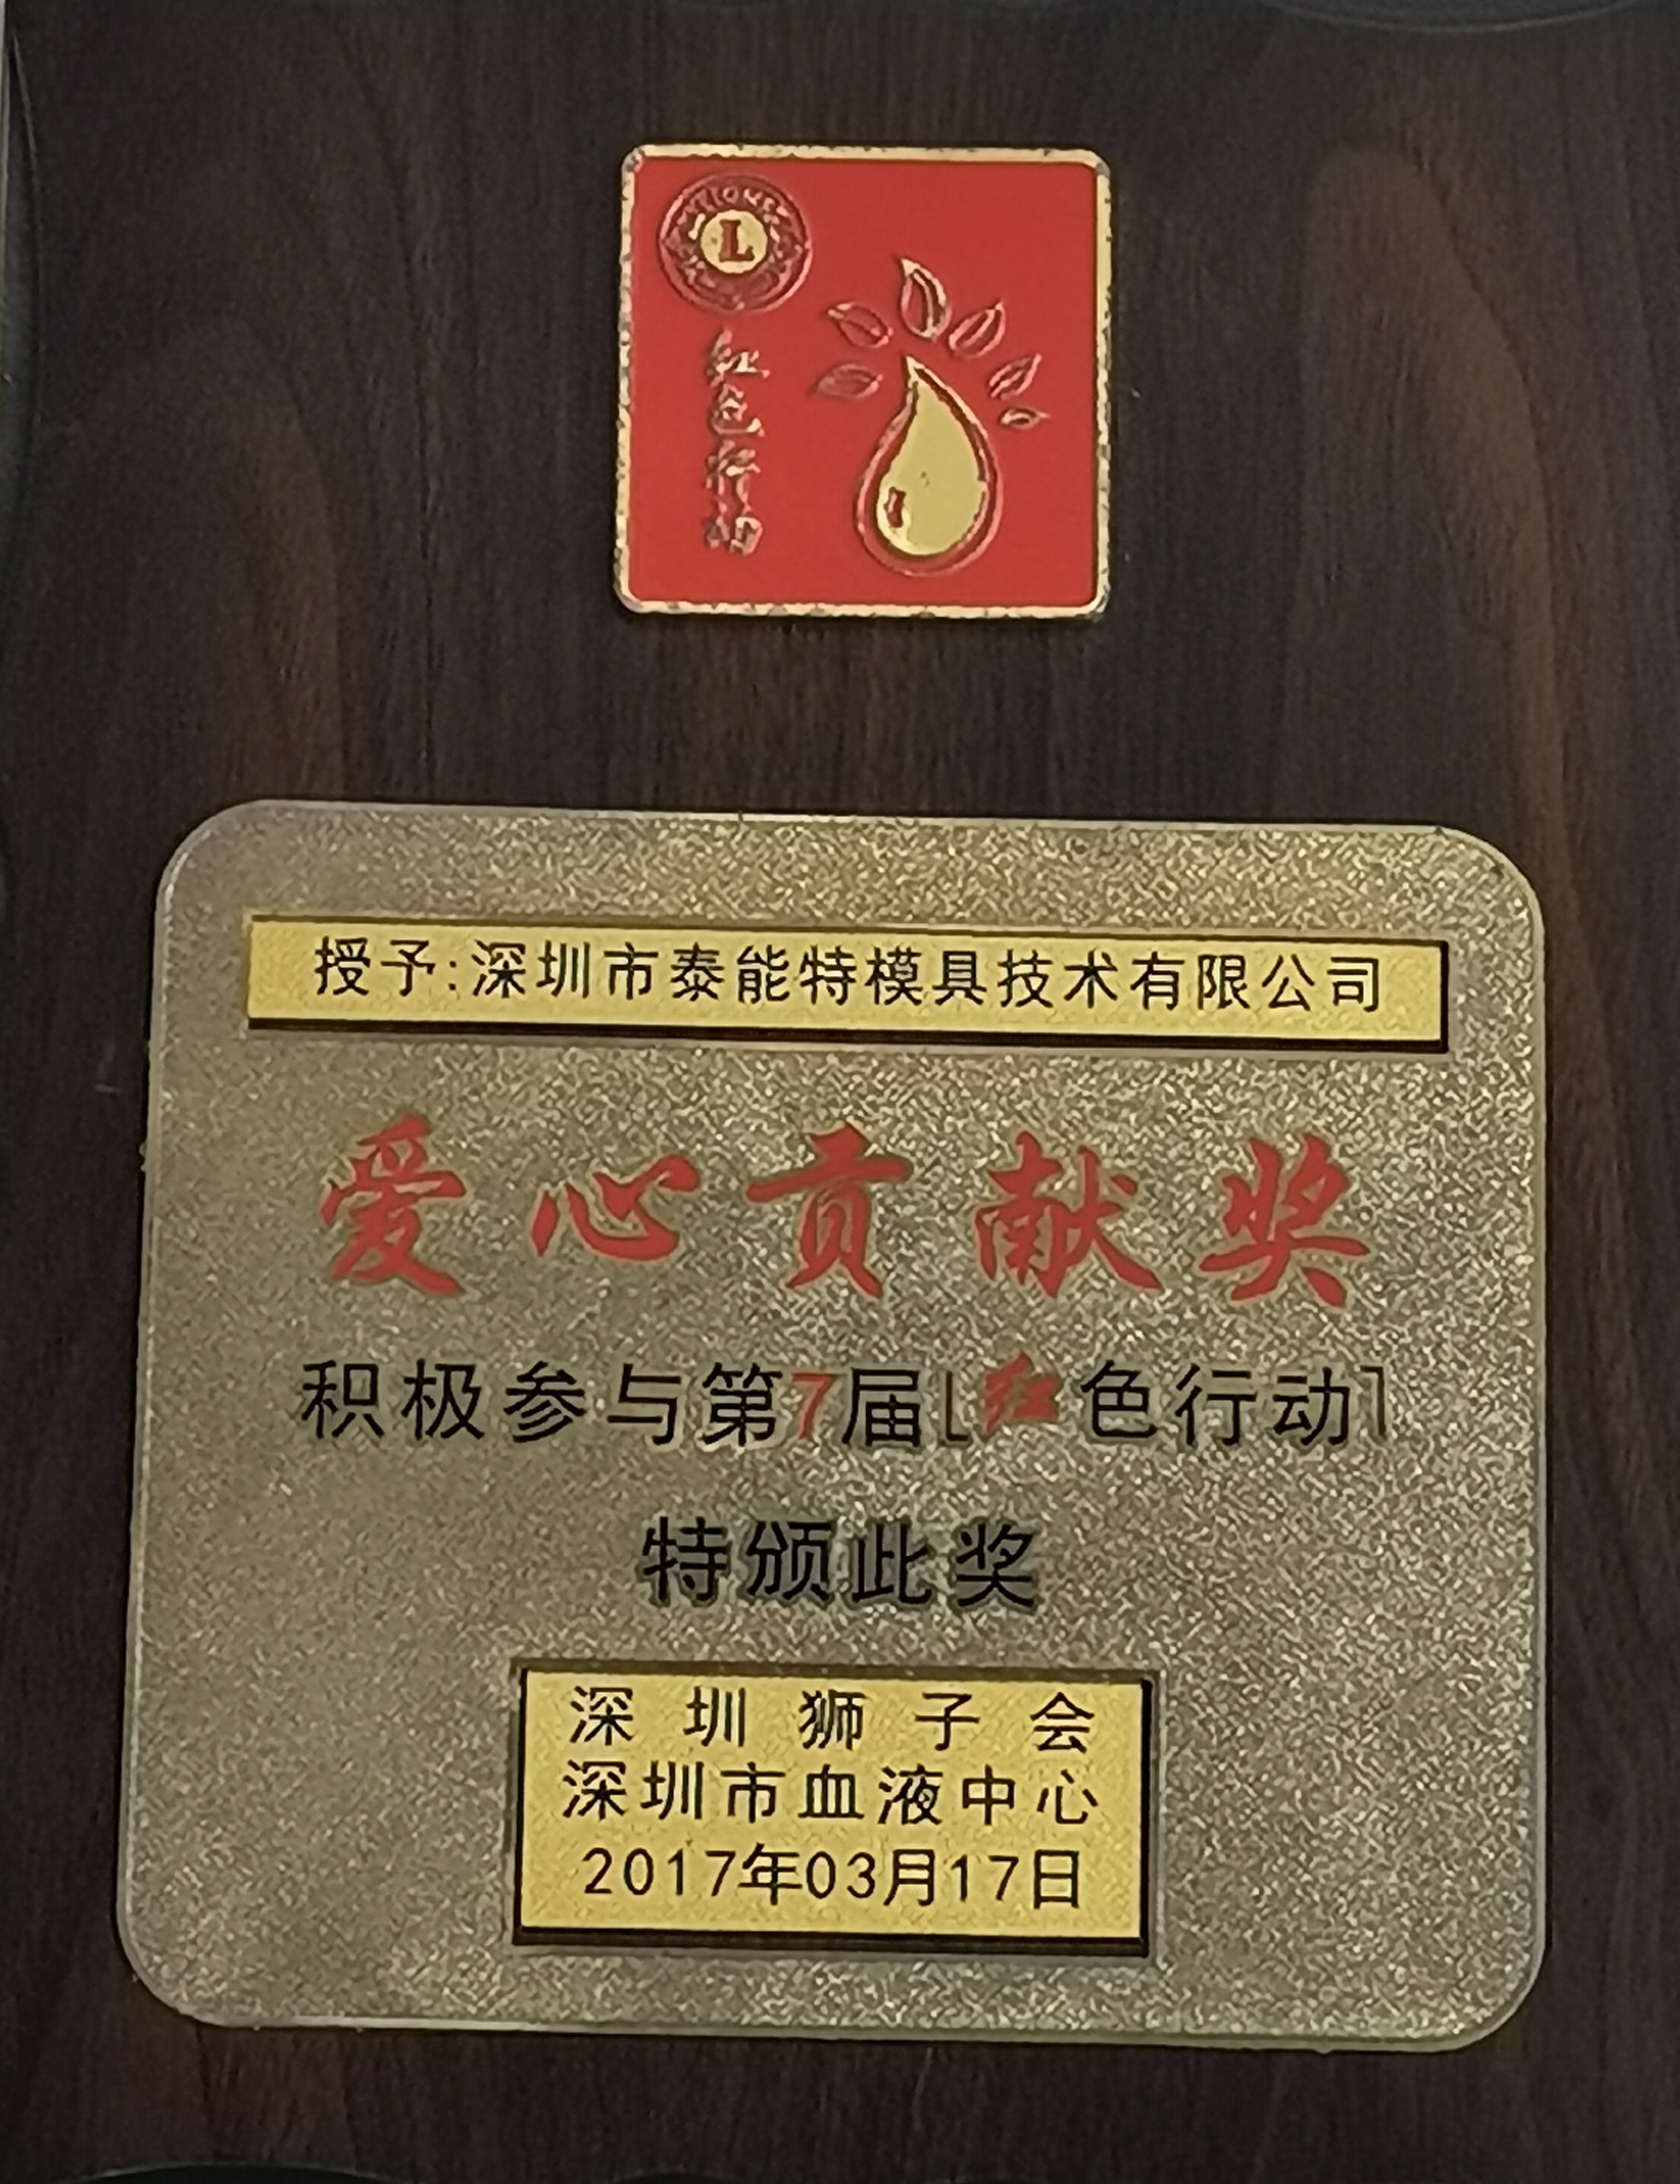 L
红色行动
授予:深圳市泰能特模具技术有限公司
爱心贡献奖
积极参与第7届[红色行动]
特颁此奖
深圳狮子会
深圳市血液中心
2017年03月17日